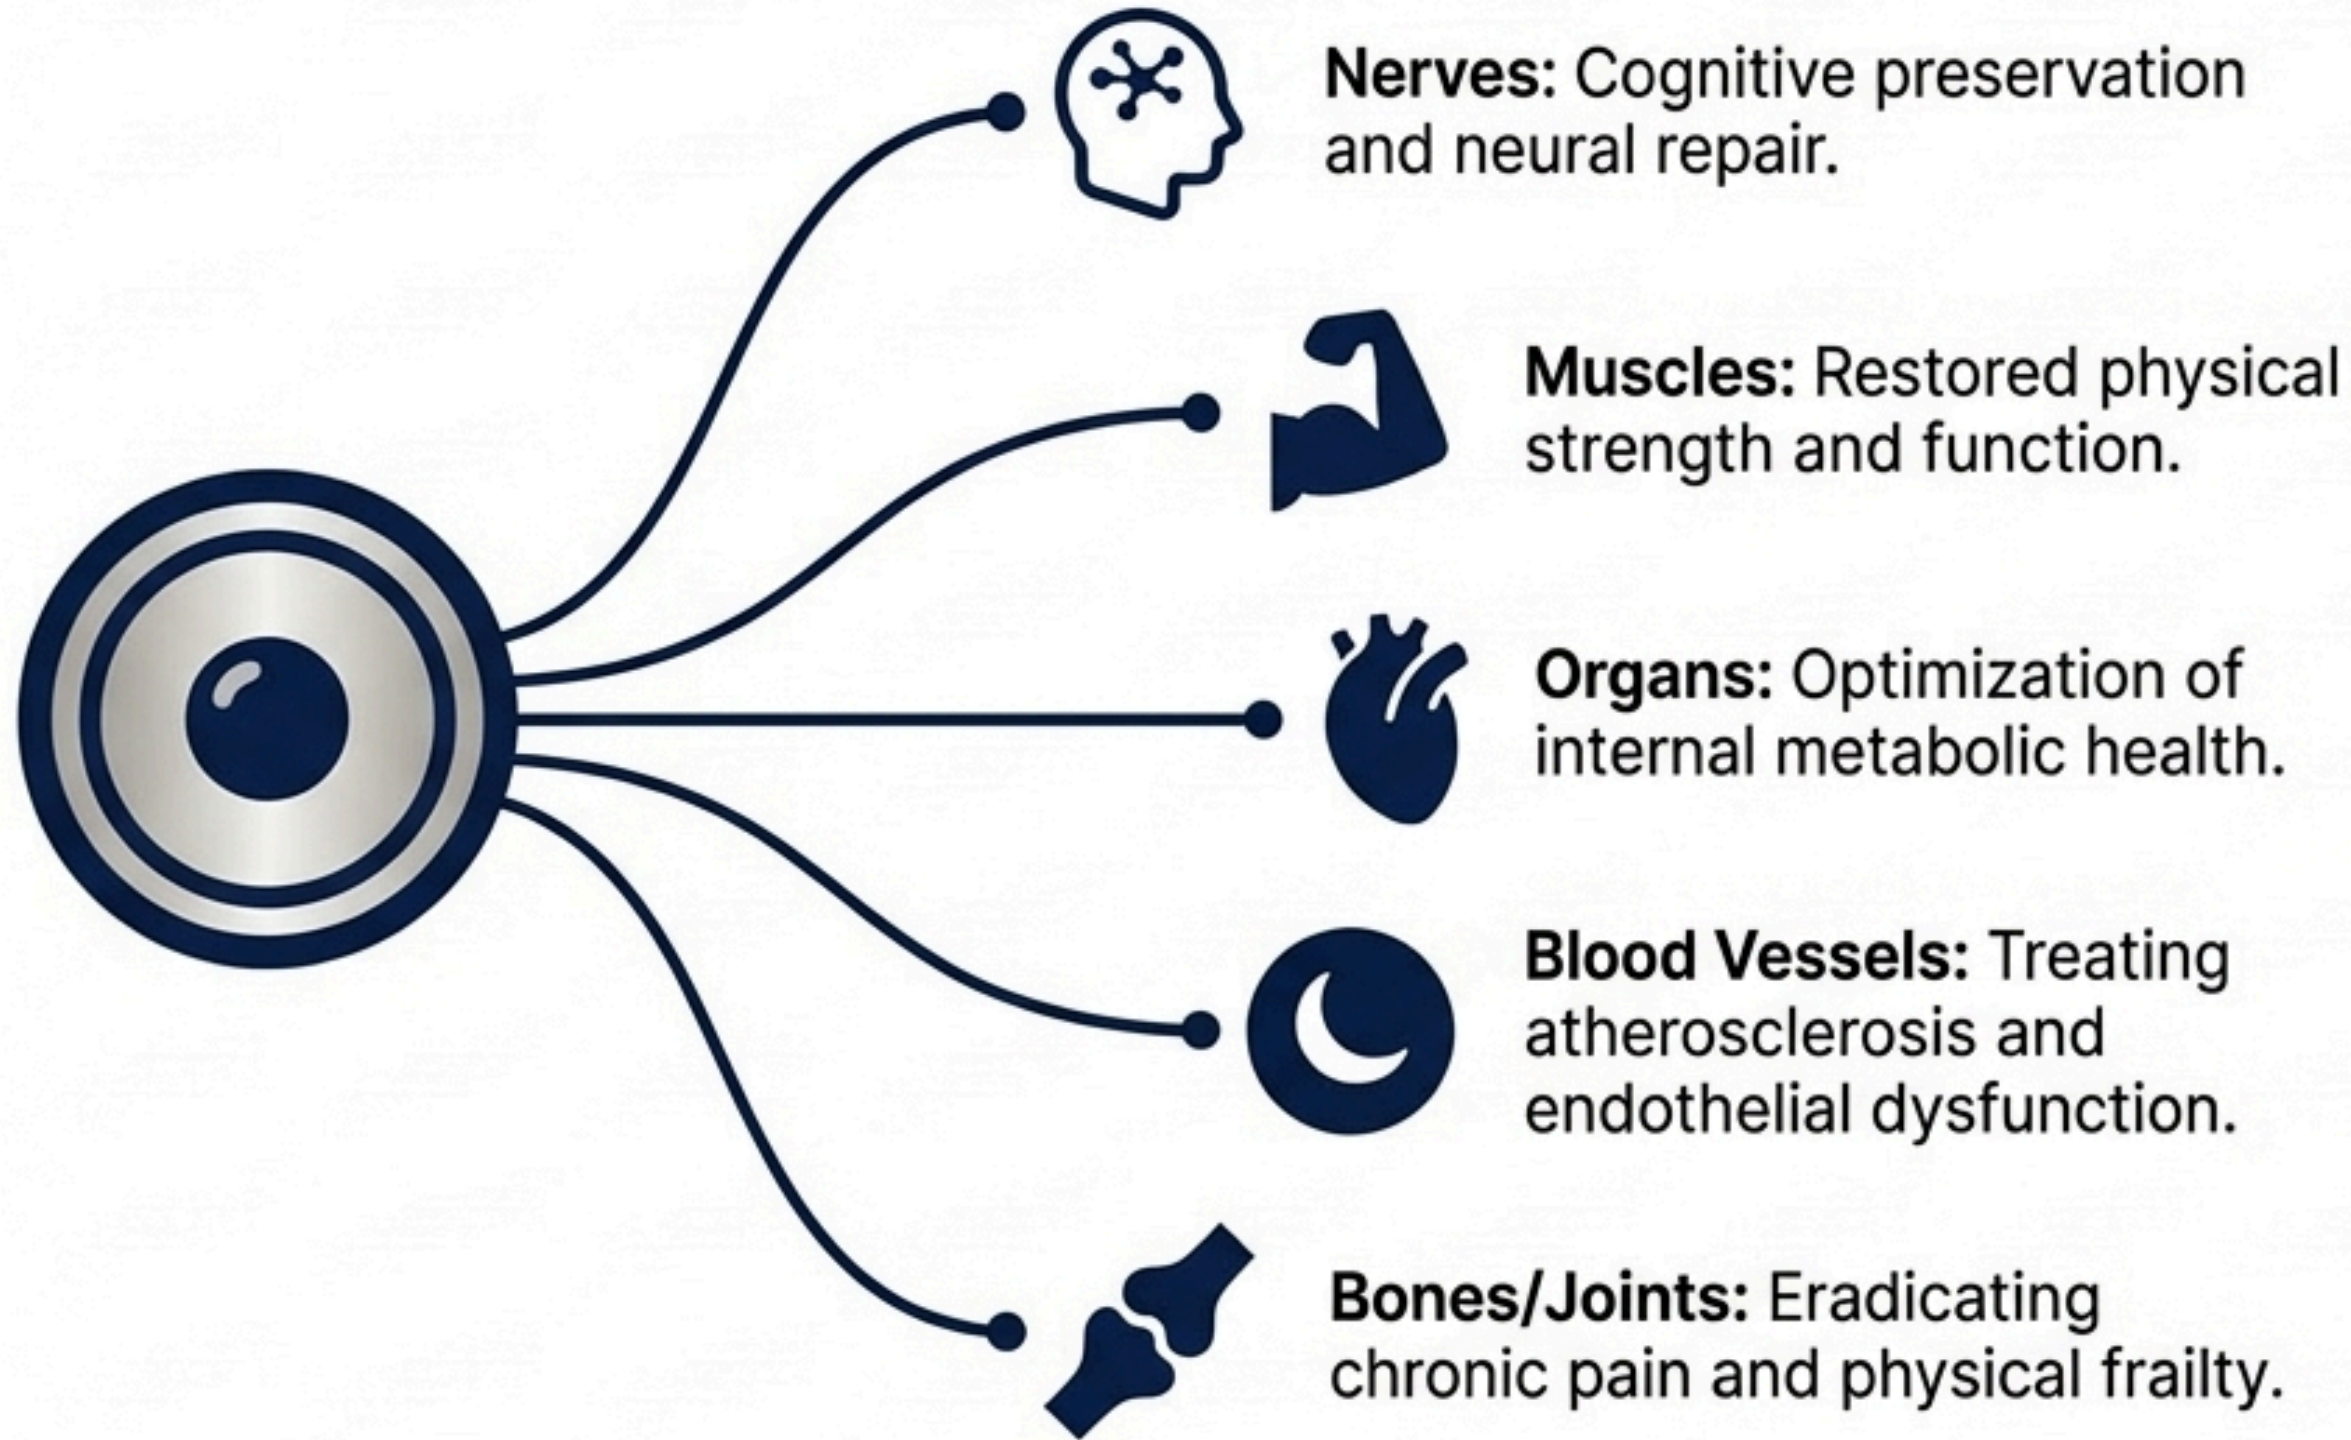 Nerves: Cognitive preservation
and neural repair.
Muscles: Restored physical
strength and function.
Organs: Optimization of
internal metabolic health.
Blood Vessels: Treating
atherosclerosis and
endothelial dysfunction.
Bones/Joints: Eradicating
chronic pain and physical frailty.